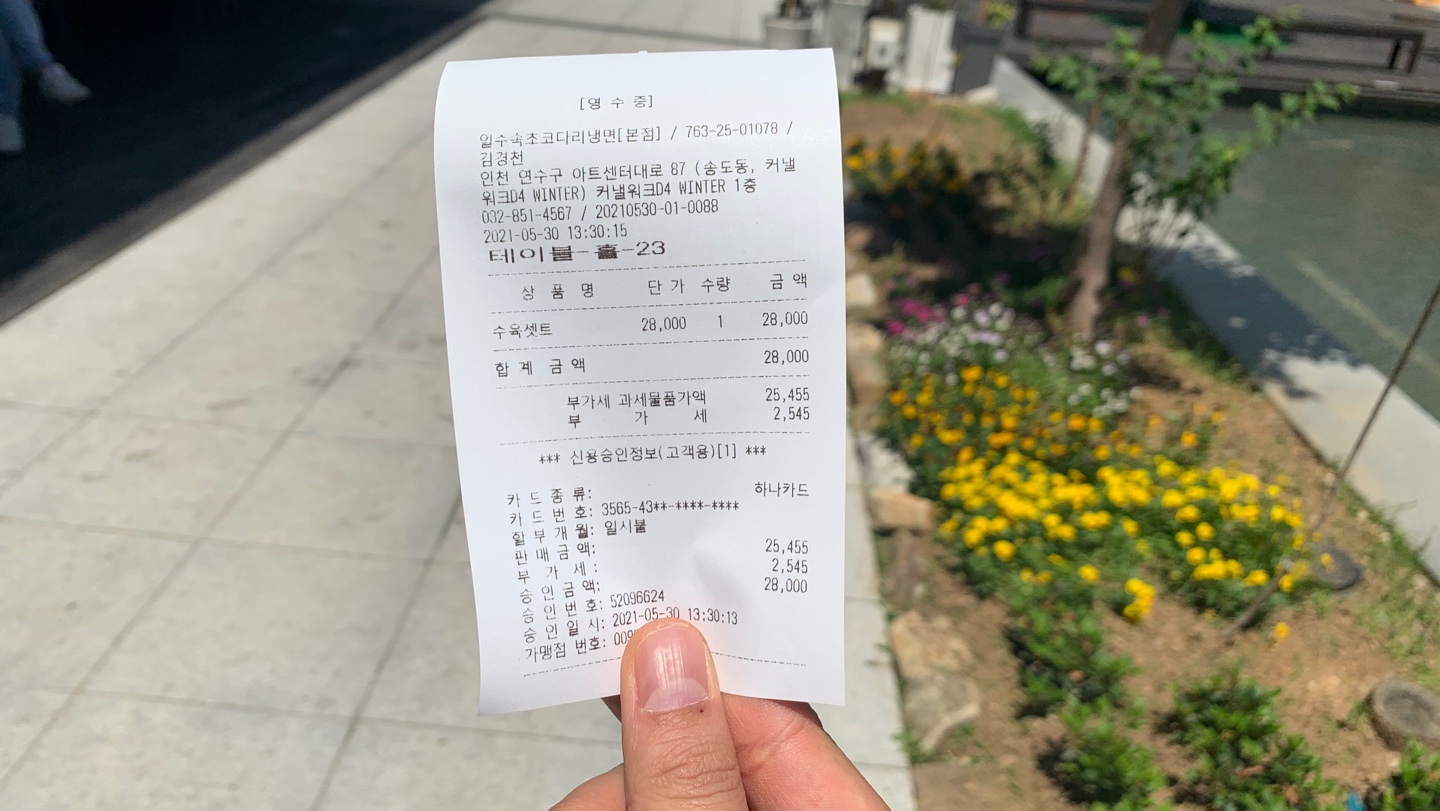 [영 수 증]
일수속초코다리냉면[본점] / 763-25-01078 /
김경천
인천 연수구 아트센터대로 87 (송도동, 커낼
워크D4 WINTER) 커낼워크D4 WINTER 1층
032-851-4567 / 20210530-01-0088
2021-05-30 13:30:15
테이블-홀-23
상 품 명 단 가 수량 금 액
수육셋트 28,000 1 28,000
합 계 금 액 28,000
부가세 과세물품가액 25,455
부 가 세 2,545
*** 신용승인정보(고객용)[1] ***
카 드 종 류: 하나카드
카 드 번 호: 3565-43**-****-****
할 부 개 월: 일시불
판 매 금 액: 25,455
부 가 세 : 2,545
승 인 금 액: 28,000
승 인 번 호: 52096624
승 인 일 시: 2021-05-30 13:30:13
가맹점 번호: